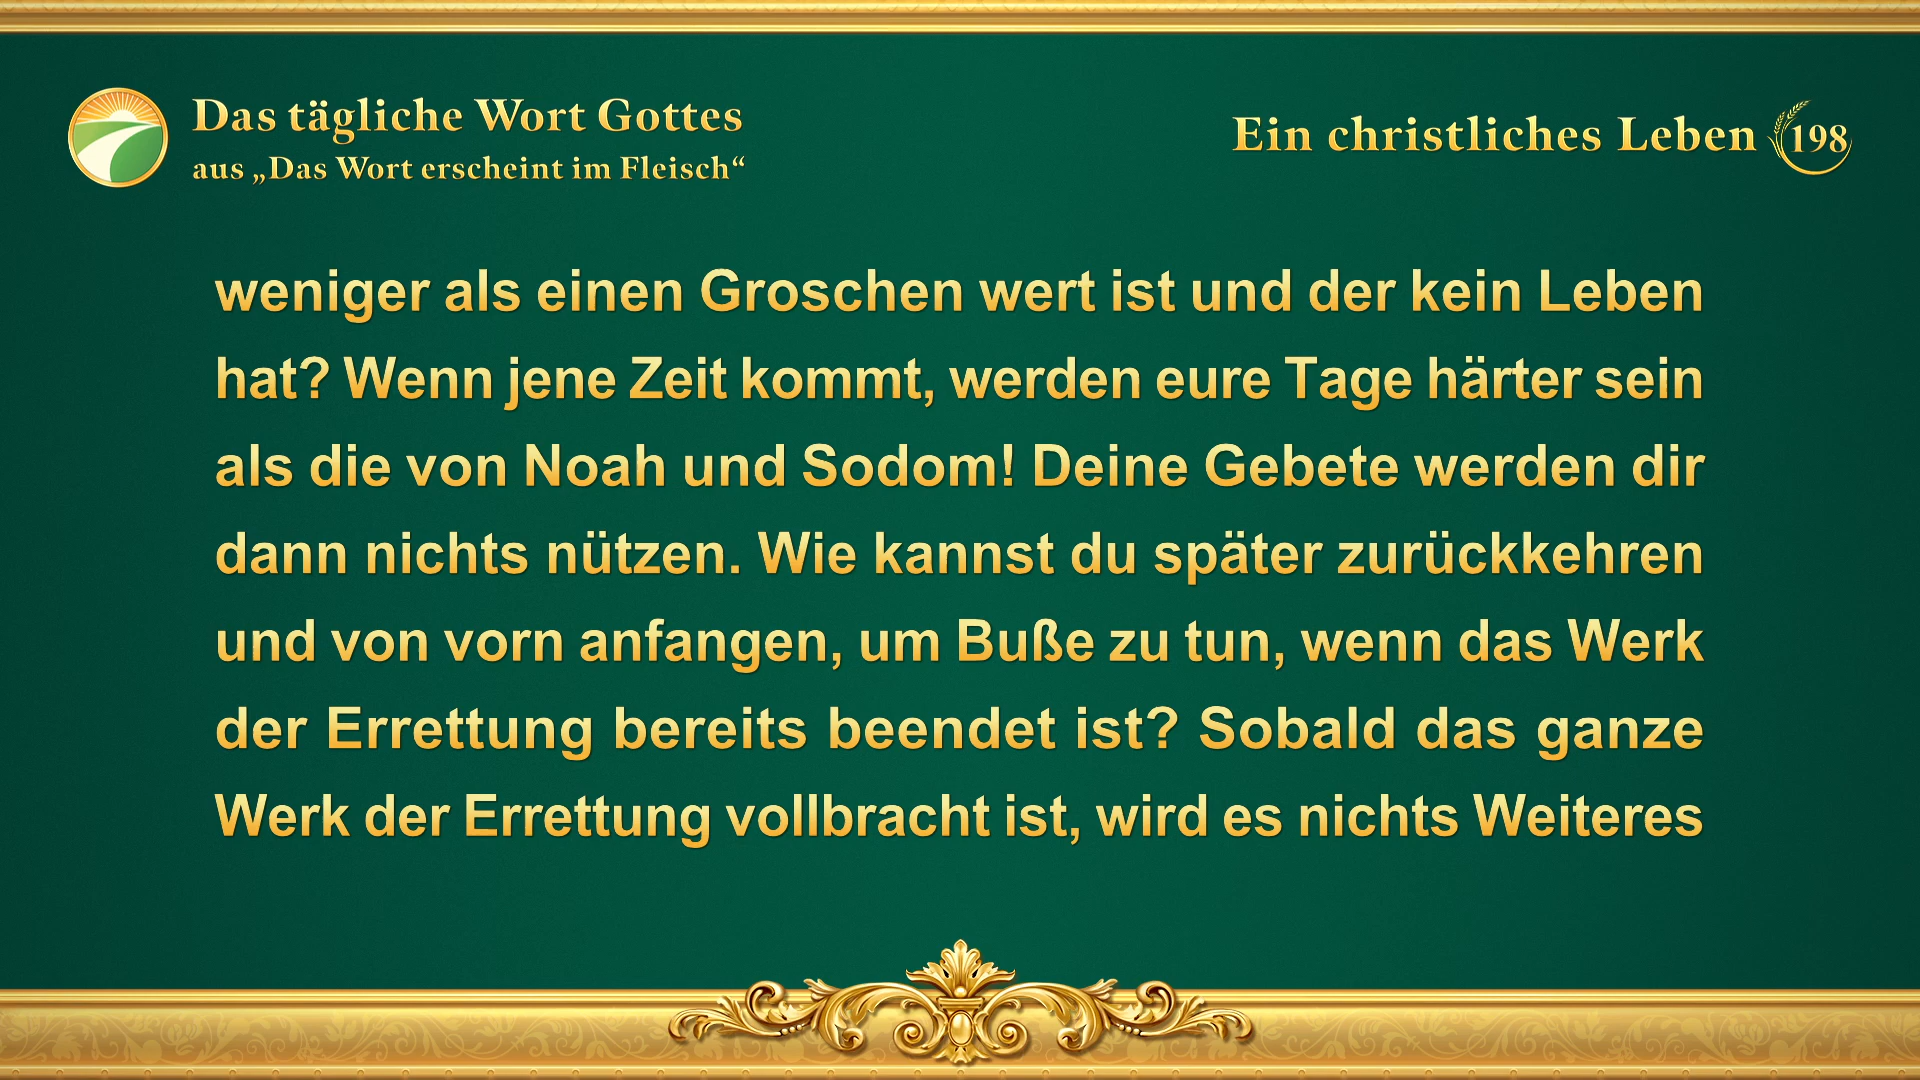 Das tägliche Wort Gottes
aus „Das Wort erscheint im Fleisch“
Ein christliches Leben 198
weniger als einen Groschen wert ist und der kein Leben
hat? Wenn jene Zeit kommt, werden eure Tage härter sein
als die von Noah und Sodom! Deine Gebete werden dir
dann nichts nützen. Wie kannst du später zurückkehren
und von vorn anfangen, um Buße zu tun, wenn das Werk
der Errettung bereits beendet ist? Sobald das ganze
Werk der Errettung vollbracht ist, wird es nichts Weiteres